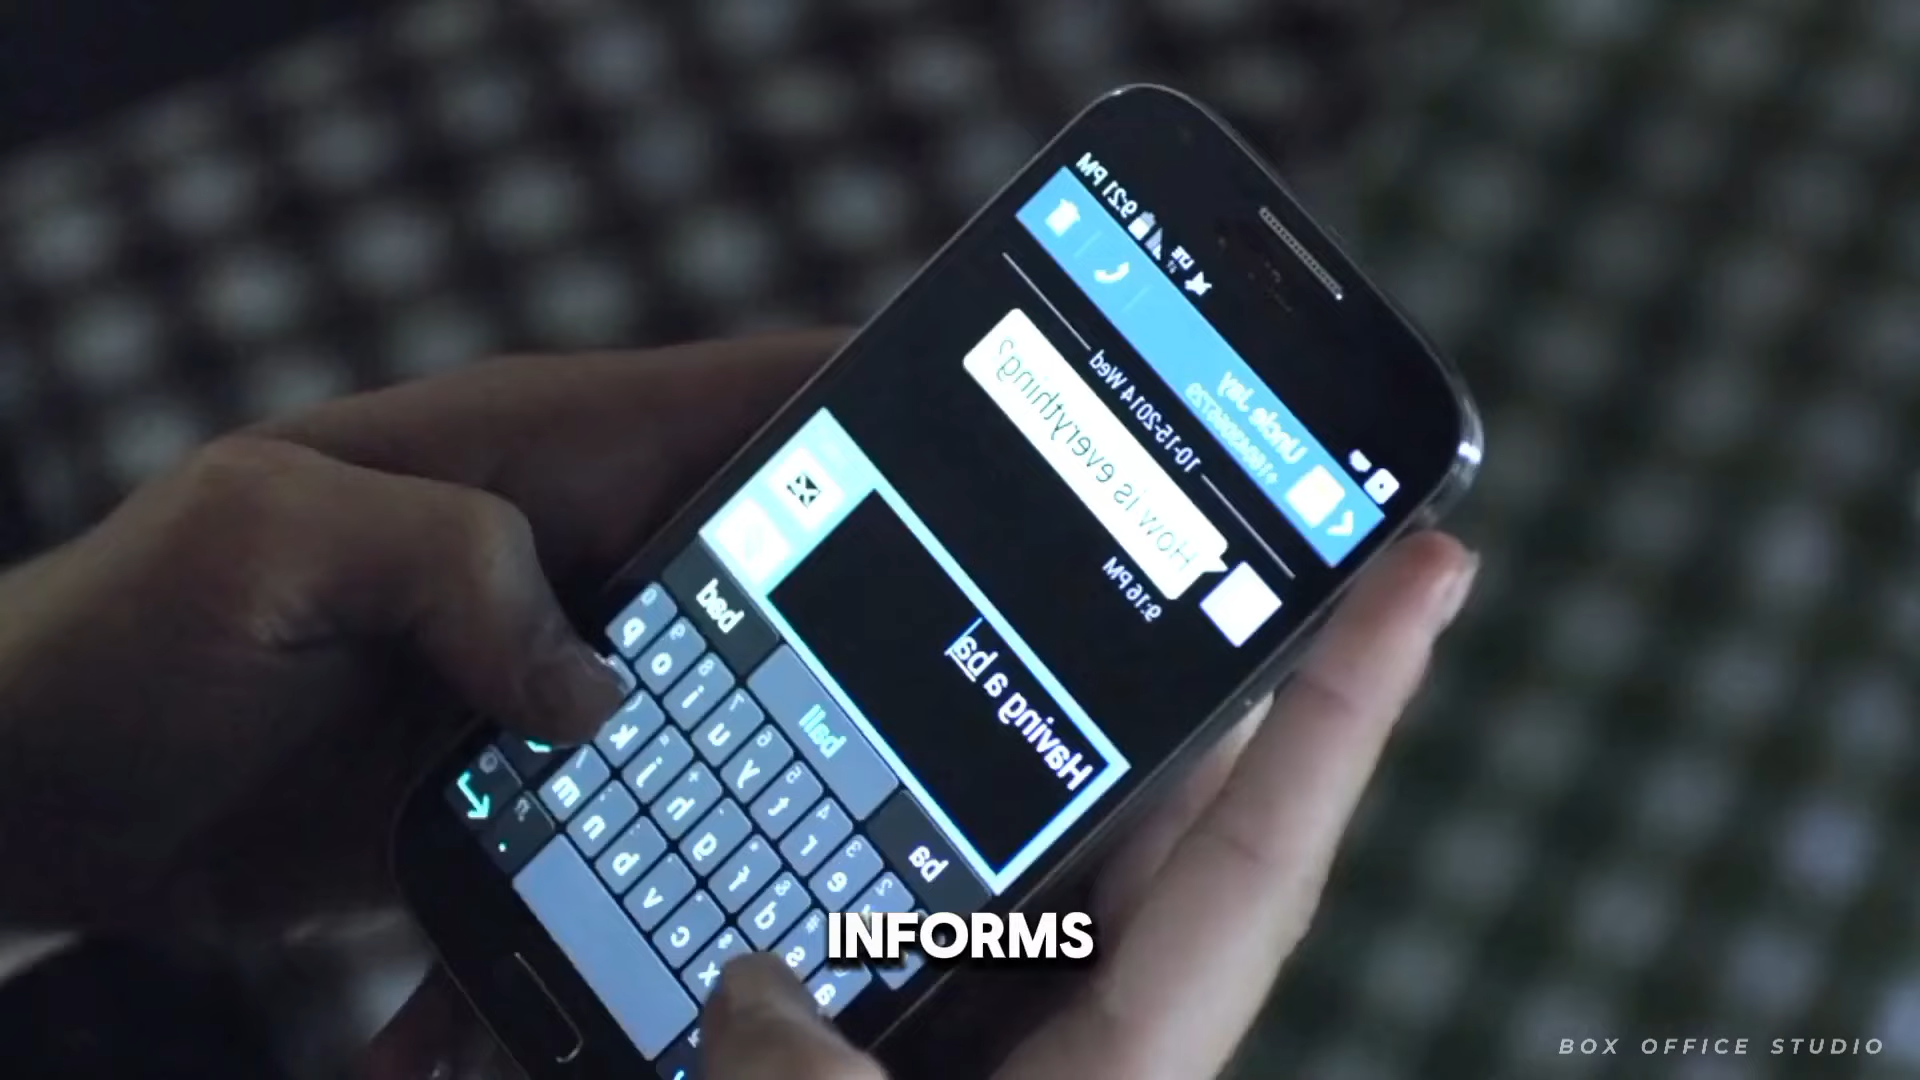 9:21 PM
LTE
Uncle Jay
10-15-2014 Wed
How is everything?
9:16 PM
Having a ba
ba
ball
bad
INFORMS
BOX OFFICE STUDIO